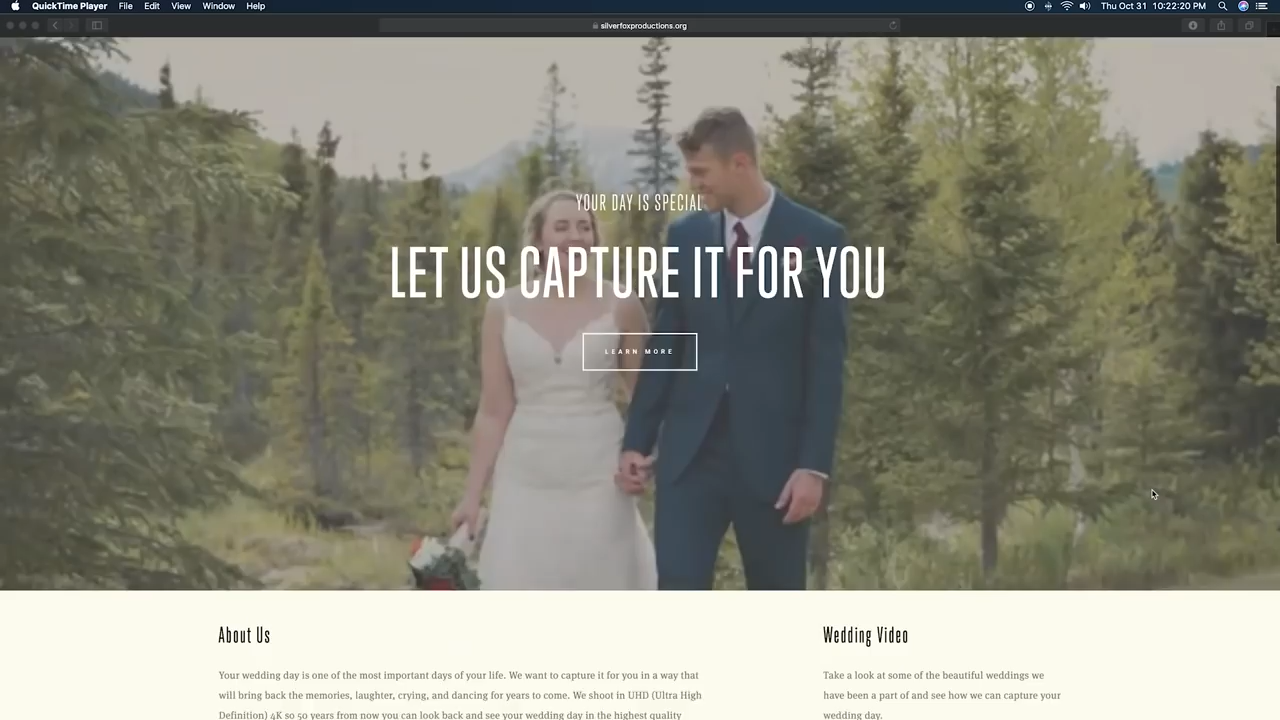 QuickTime Player File Edit View Window Help Thu Oct 31 10:22:20 PM
silverfoxproductions.org
YOUR DAY IS SPECIAL
LET US CAPTURE IT FOR YOU
LEARN MORE
About Us
Your wedding day is one of the most important days of your life. We want to capture it for you in a way that
will bring back the memories, laughter, crying, and dancing for years to come. We shoot in UHD (Ultra High
Definition) 4K so 50 years from now you can look back and see your wedding day in the highest quality
Wedding Video
Take a look at some of the beautiful weddings we
have been a part of and see how we can capture your
wedding day.